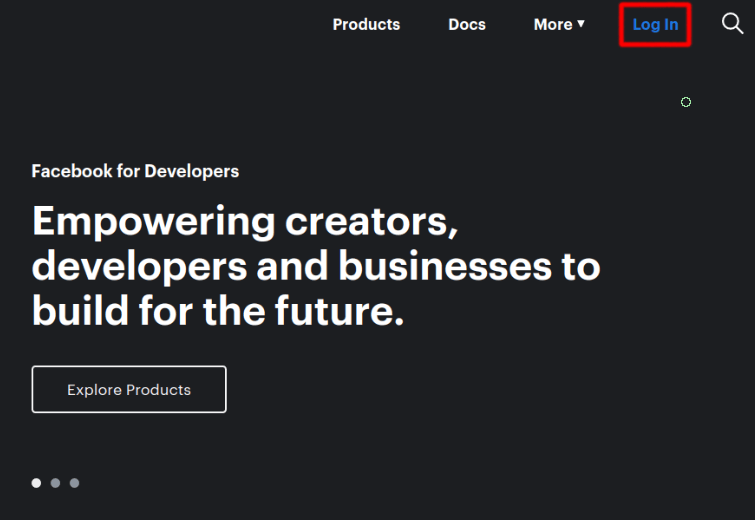 Products Docs More ▼ Log In
Facebook for Developers
Empowering creators,
developers and businesses to
build for the future.
Explore Products